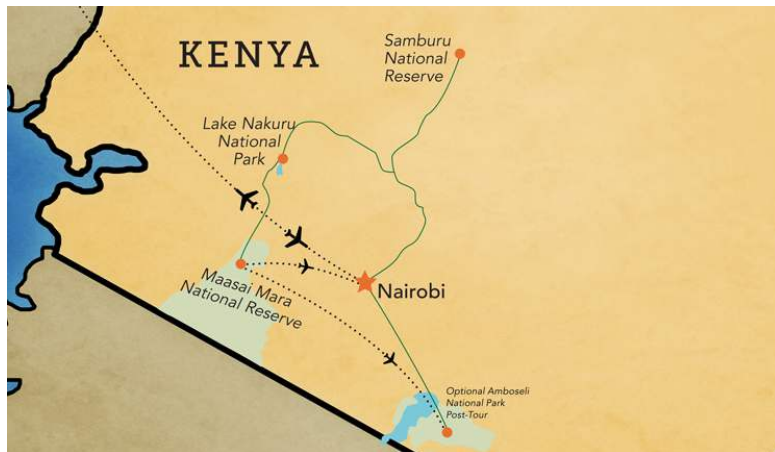 KENYA
Samburu
National
Reserve
Lake Nakuru
National
Park
Maasai Mara
National Reserve
Nairobi
Optional Amboseli
National Park
Post-Tour